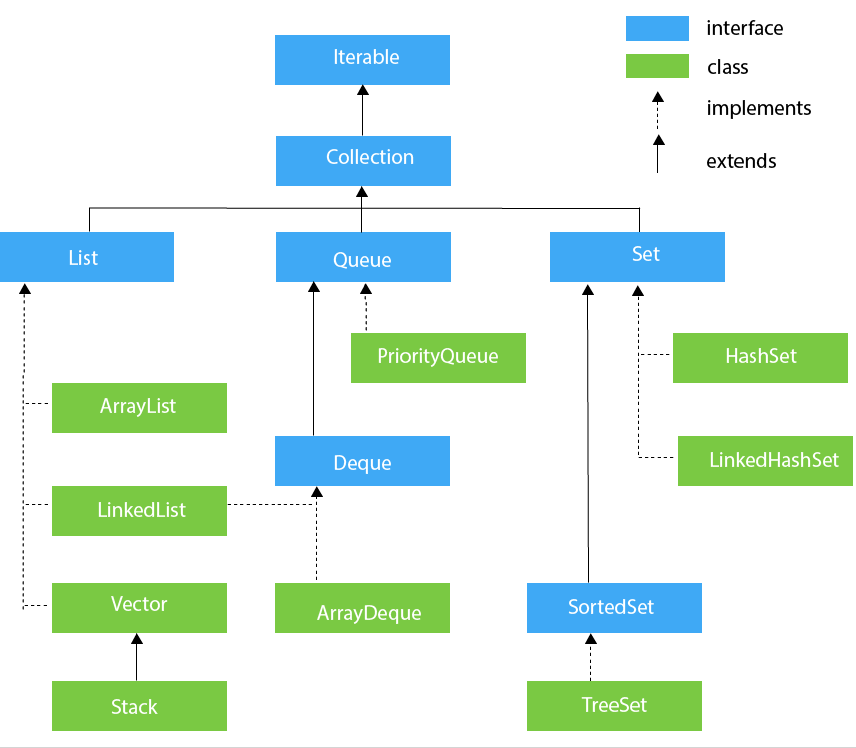 Iterable
interface
class
implements
extends
Collection
List
Queue
Set
PriorityQueue
HashSet
ArrayList
Deque
LinkedHashSet
LinkedList
Vector
ArrayDeque
SortedSet
Stack
TreeSet